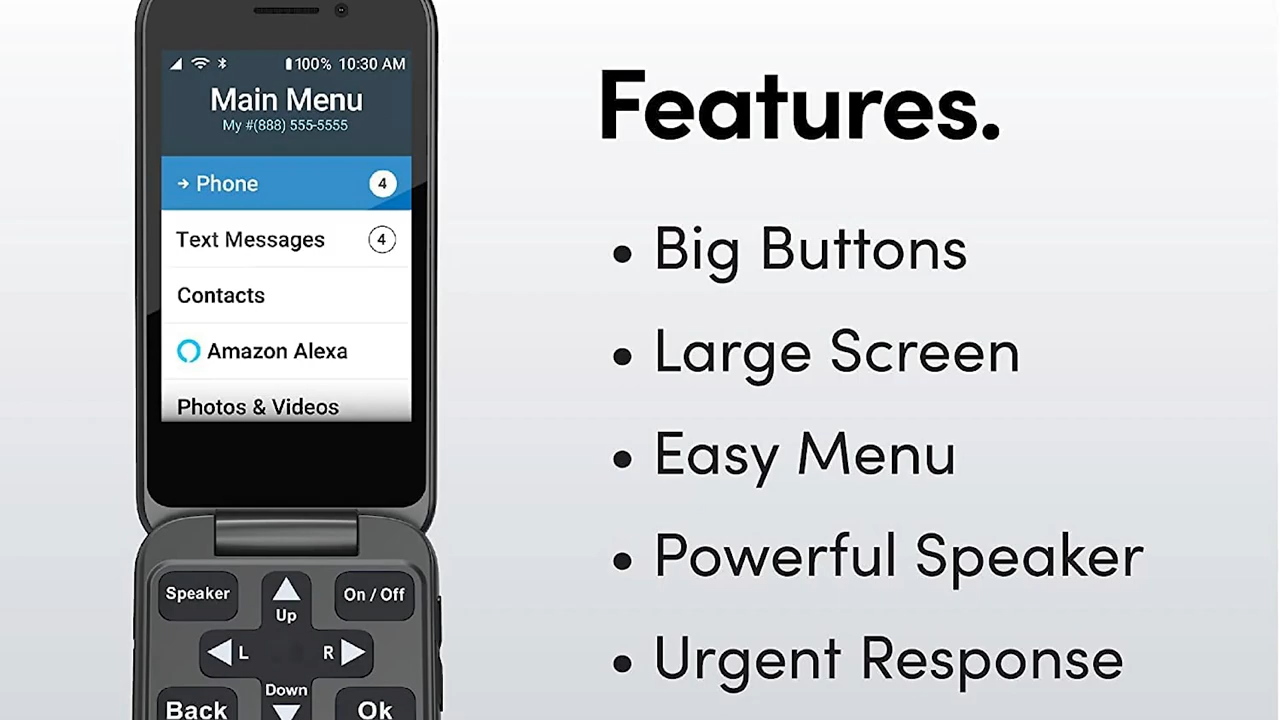 100% 10:30 AM
Main Menu
My #(888) 555-5555
→ Phone 4
Text Messages 4
Contacts
Amazon Alexa
Photos & Videos
Speaker
Up
On / Off
L
R
Down
Back
Ok
Features.
• Big Buttons
• Large Screen
• Easy Menu
• Powerful Speaker
• Urgent Response